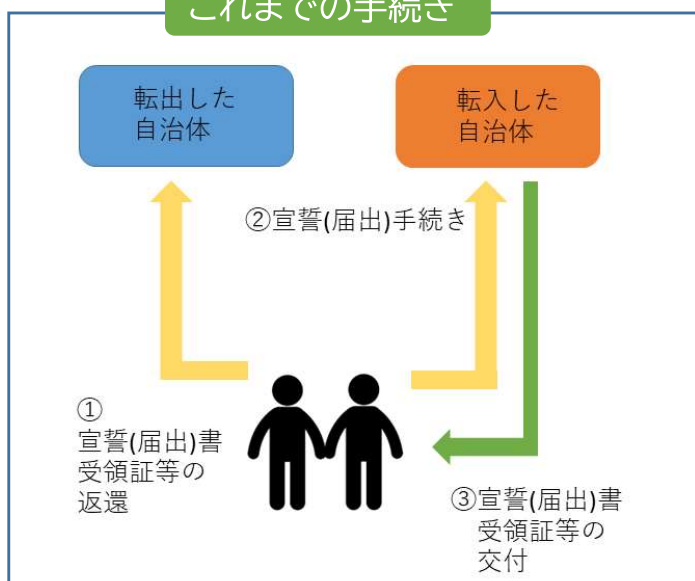 これまでの手続き
転出した
自治体
転入した
自治体
②宣誓(届出)手続き
①
宣誓(届出)書
受領証等の
返還
③宣誓(届出)書
受領証等の
交付